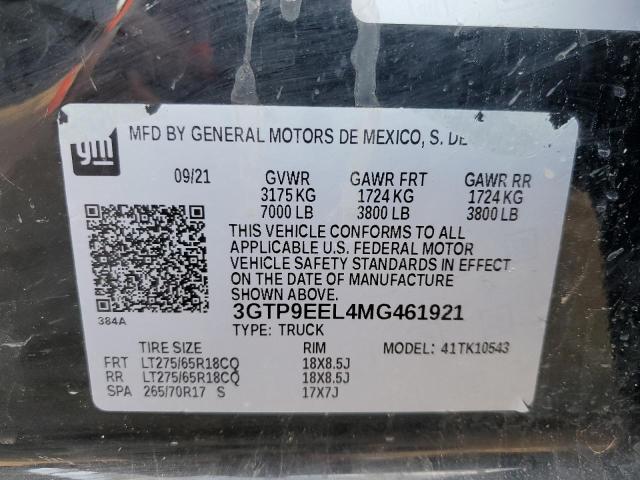 gm
MFD BY GENERAL MOTORS DE MEXICO, S. DE
09/21 GVWR GAWR FRT GAWR RR
3175 KG 1724 KG 1724 KG
7000 LB 3800 LB 3800 LB
THIS VEHICLE CONFORMS TO ALL
APPLICABLE U.S. FEDERAL MOTOR
VEHICLE SAFETY STANDARDS IN EFFECT
ON THE DATE OF MANUFACTURE
SHOWN ABOVE.
384A
3GTP9EEL4MG461921
TYPE: TRUCK
TIRE SIZE RIM MODEL: 41TK10543
FRT LT275/65R18CQ 18X8.5J
RR LT275/65R18CQ 18X8.5J
SPA 265/70R17 S 17X7J